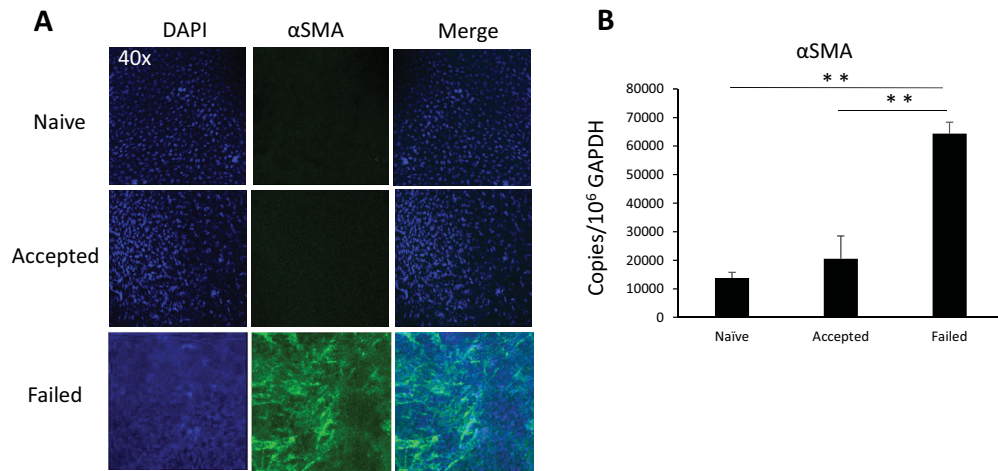 A
DAPI αSMA Merge
40x
Naive
Accepted
Failed
B
αSMA
* *
* *
Copies/10⁶ GAPDH
80000
70000
60000
50000
40000
30000
20000
10000
0
Naïve Accepted Failed